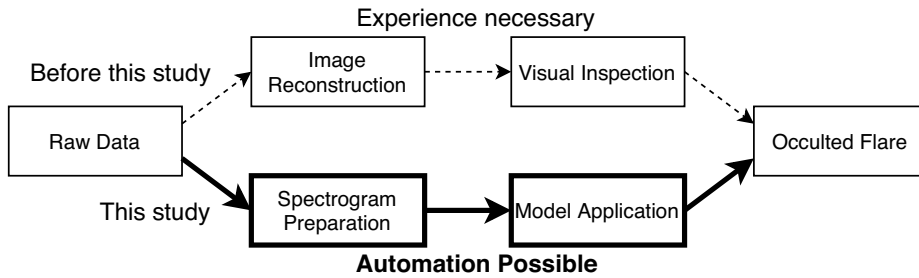 Experience necessary
Before this study
Image
Reconstruction
Visual Inspection
Raw Data
Occulted Flare
This study
Spectrogram
Preparation
Model Application
Automation Possible